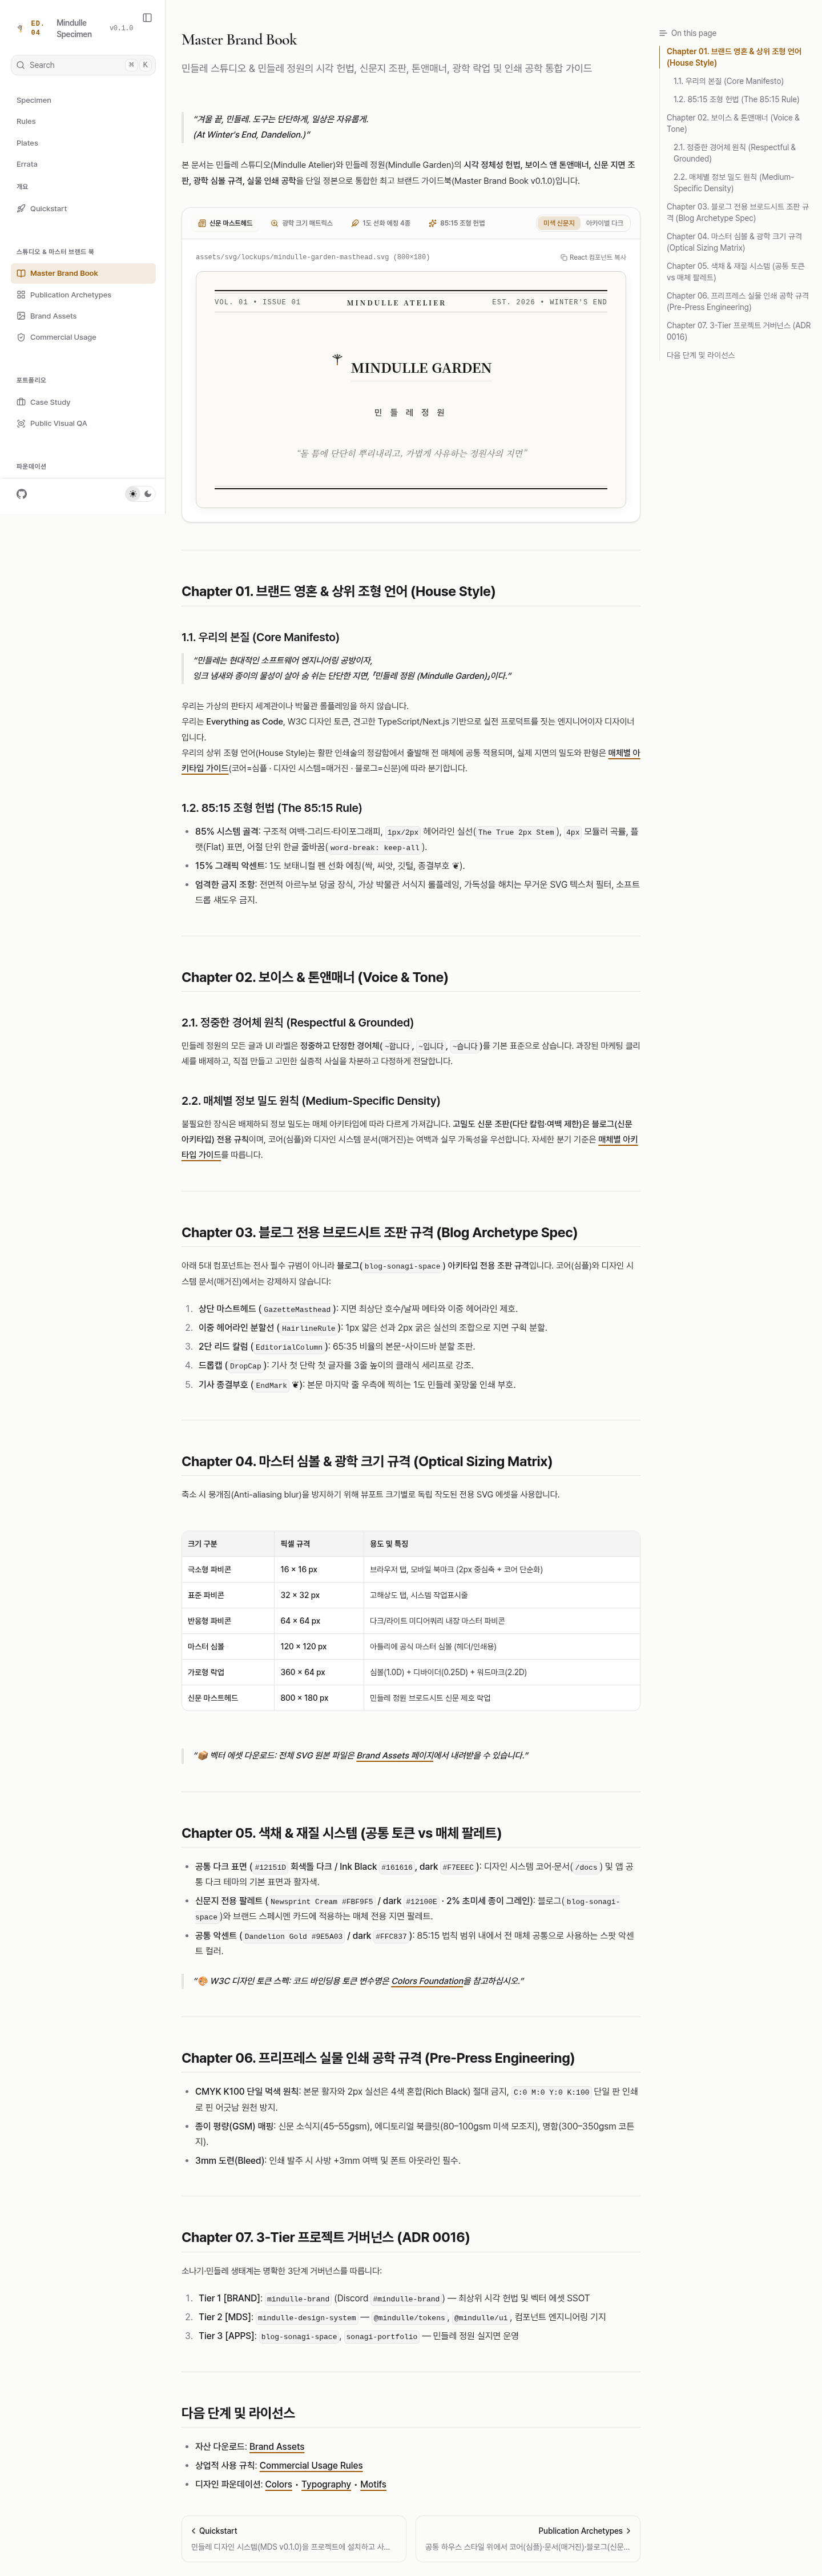 ED. 04
Mindulle Specimen
v0.1.0
Search
⌘ K
Specimen
Rules
Plates
Errata
개요
Quickstart
스튜디오 & 마스터 브랜드 북
Master Brand Book
Publication Archetypes
Brand Assets
Commercial Usage
포트폴리오
Case Study
Public Visual QA
파운데이션
Master Brand Book
민들레 스튜디오 & 민들레 정원의 시각 헌법, 신문지 조판, 톤앤매너, 광학 락업 및 인쇄 공학 통합 가이드
“겨울 끝, 민들레. 도구는 단단하게, 일상은 자유롭게.
(At Winter's End, Dandelion.)”
본 문서는 민들레 스튜디오(Mindulle Atelier)와 민들레 정원(Mindulle Garden)의 시각 정체성 헌법, 보이스 앤 톤앤매너, 신문 지면 조
판, 광학 심볼 규격, 실물 인쇄 공학을 단일 정본으로 통합한 최고 브랜드 가이드북(Master Brand Book v0.1.0)입니다.
신문 마스트헤드
광학 크기 매트릭스
1도 선화 에칭 4종
85:15 조형 헌법
미색 신문지
아카이벌 다크
assets/svg/lockups/mindulle-garden-masthead.svg (800×180)
React 컴포넌트 복사
VOL. 01 • ISSUE 01
MINDULLE ATELIER
EST. 2026 • WINTER'S END
MINDULLE GARDEN
민 들 레 정 원
“돌 틈에 단단히 뿌리내리고, 가볍게 사유하는 정원사의 지면”
Chapter 01. 브랜드 영혼 & 상위 조형 언어 (House Style)
1.1. 우리의 본질 (Core Manifesto)
“민들레는 현대적인 소프트웨어 엔지니어링 공방이자,
잉크 냄새와 종이의 물성이 살아 숨 쉬는 단단한 지면, 「민들레 정원 (Mindulle Garden)」이다.”
우리는 가상의 판타지 세계관이나 박물관 롤플레잉을 하지 않습니다.
우리는 Everything as Code, W3C 디자인 토큰, 견고한 TypeScript/Next.js 기반으로 실전 프로덕트를 짓는 엔지니어이자 디자이너
입니다.
우리의 상위 조형 언어(House Style)는 활판 인쇄술의 정갈함에서 출발해 전 매체에 공통 적용되며, 실제 지면의 밀도와 판형은 매체별 아
키타입 가이드(코어=심플 · 디자인 시스템=매거진 · 블로그=신문)에 따라 분기합니다.
1.2. 85:15 조형 헌법 (The 85:15 Rule)
• 85% 시스템 골격: 구조적 여백·그리드·타이포그래피, 1px/2px 헤어라인 실선(The True 2px Stem), 4px 모듈러 곡률, 플
랫(Flat) 표면, 어절 단위 한글 줄바꿈(word-break: keep-all).
• 15% 그래픽 악센트: 1도 보태니컬 펜 선화 에칭(싹, 씨앗, 깃털, 종결부호 ❦).
• 엄격한 금지 조항: 전면적 아르누보 덩굴 장식, 가상 박물관 서식지 롤플레잉, 가독성을 해치는 무거운 SVG 텍스처 필터, 소프트
드롭 섀도우 금지.
Chapter 02. 보이스 & 톤앤매너 (Voice & Tone)
2.1. 정중한 경어체 원칙 (Respectful & Grounded)
민들레 정원의 모든 글과 UI 라벨은 정중하고 단정한 경어체(~합니다, ~입니다, ~습니다)를 기본 표준으로 삼습니다. 과장된 마케팅 클리
셰를 배제하고, 직접 만들고 고민한 실증적 사실을 차분하고 다정하게 전달합니다.
2.2. 매체별 정보 밀도 원칙 (Medium-Specific Density)
불필요한 장식은 배제하되 정보 밀도는 매체 아키타입에 따라 다르게 가져갑니다. 고밀도 신문 조판(다단 칼럼·여백 제한)은 블로그(신문
아키타입) 전용 규칙이며, 코어(심플)와 디자인 시스템 문서(매거진)는 여백과 실무 가독성을 우선합니다. 자세한 분기 기준은 매체별 아키
타입 가이드를 따릅니다.
Chapter 03. 블로그 전용 브로드시트 조판 규격 (Blog Archetype Spec)
아래 5대 컴포넌트는 전사 필수 규범이 아니라 블로그(blog-sonagi-space) 아키타입 전용 조판 규격입니다. 코어(심플)와 디자인 시
스템 문서(매거진)에서는 강제하지 않습니다:
1. 상단 마스트헤드 (GazetteMasthead): 지면 최상단 호수/날짜 메타와 이중 헤어라인 제호.
2. 이중 헤어라인 분할선 (HairlineRule): 1px 얇은 선과 2px 굵은 실선의 조합으로 지면 구획 분할.
3. 2단 리드 칼럼 (EditorialColumn): 65:35 비율의 본문-사이드바 분할 조판.
4. 드롭캡 (DropCap): 기사 첫 단락 첫 글자를 3줄 높이의 클래식 세리프로 강조.
5. 기사 종결부호 (EndMark ❦): 본문 마지막 줄 우측에 찍히는 1도 민들레 꽃망울 인쇄 부호.
Chapter 04. 마스터 심볼 & 광학 크기 규격 (Optical Sizing Matrix)
축소 시 뭉개짐(Anti-aliasing blur)을 방지하기 위해 뷰포트 크기별로 독립 작도된 전용 SVG 에셋을 사용합니다.
크기 구분 픽셀 규격 용도 및 특징
극소형 파비콘 16 × 16 px 브라우저 탭, 모바일 북마크 (2px 중심축 + 코어 단순화)
표준 파비콘 32 × 32 px 고해상도 탭, 시스템 작업표시줄
반응형 파비콘 64 × 64 px 다크/라이트 미디어쿼리 내장 마스터 파비콘
마스터 심볼 120 × 120 px 아틀리에 공식 마스터 심볼 (헤더/인쇄용)
가로형 락업 360 × 64 px 심볼(1.0D) + 디바이더(0.25D) + 워드마크(2.2D)
신문 마스트헤드 800 × 180 px 민들레 정원 브로드시트 신문 제호 락업
“📦 벡터 에셋 다운로드: 전체 SVG 원본 파일은 Brand Assets 페이지에서 내려받을 수 있습니다.”
Chapter 05. 색채 & 재질 시스템 (공통 토큰 vs 매체 팔레트)
• 공통 다크 표면 (#12151D 회색톨 다크 / Ink Black #161616, dark #F7EEEC): 디자인 시스템 코어·문서(/docs) 및 앱 공
통 다크 테마의 기본 표면과 활자색.
• 신문지 전용 팔레트 (Newsprint Cream #FBF9F5 / dark #12100E · 2% 초미세 종이 그레인): 블로그(blog-sonagi-
space)와 브랜드 스페시멘 카드에 적용하는 매체 전용 지면 팔레트.
• 공통 악센트 (Dandelion Gold #9E5A03 / dark #FFC837): 85:15 법칙 범위 내에서 전 매체 공통으로 사용하는 스팟 악센
트 컬러.
“🎨 W3C 디자인 토큰 스펙: 코드 바인딩용 토큰 변수명은 Colors Foundation을 참고하십시오.”
Chapter 06. 프리프레스 실물 인쇄 공학 규격 (Pre-Press Engineering)
• CMYK K100 단일 먹색 원칙: 본문 활자와 2px 실선은 4색 혼합(Rich Black) 절대 금지, C:0 M:0 Y:0 K:100 단일 판 인쇄
로 핀 어긋남 원천 방지.
• 종이 평량(GSM) 매핑: 신문 소식지(45–55gsm), 에디토리얼 북클릿(80–100gsm 미색 모조지), 명함(300–350gsm 코튼
지).
• 3mm 도련(Bleed): 인쇄 발주 시 사방 +3mm 여백 및 폰트 아웃라인 필수.
Chapter 07. 3-Tier 프로젝트 거버넌스 (ADR 0016)
소나기·민들레 생태계는 명확한 3단계 거버넌스를 따릅니다:
1. Tier 1 [BRAND]: mindulle-brand (Discord #mindulle-brand) — 최상위 시각 헌법 및 벡터 에셋 SSOT
2. Tier 2 [MDS]: mindulle-design-system — @mindulle/tokens, @mindulle/ui, 컴포넌트 엔지니어링 기지
3. Tier 3 [APPS]: blog-sonagi-space, sonagi-portfolio — 민들레 정원 실지면 운영
다음 단계 및 라이선스
• 자산 다운로드: Brand Assets
• 상업적 사용 규칙: Commercial Usage Rules
• 디자인 파운데이션: Colors · Typography · Motifs
Quickstart
민들레 디자인 시스템(MDS v0.1.0)을 프로젝트에 설치하고 사...
Publication Archetypes
공통 하우스 스타일 위에서 코어(심플)·문서(매거진)·블로그(신문...
On this page
Chapter 01. 브랜드 영혼 & 상위 조형 언어
(House Style)
1.1. 우리의 본질 (Core Manifesto)
1.2. 85:15 조형 헌법 (The 85:15 Rule)
Chapter 02. 보이스 & 톤앤매너 (Voice &
Tone)
2.1. 정중한 경어체 원칙 (Respectful &
Grounded)
2.2. 매체별 정보 밀도 원칙 (Medium-
Specific Density)
Chapter 03. 블로그 전용 브로드시트 조판 규
격 (Blog Archetype Spec)
Chapter 04. 마스터 심볼 & 광학 크기 규격
(Optical Sizing Matrix)
Chapter 05. 색채 & 재질 시스템 (공통 토큰
vs 매체 팔레트)
Chapter 06. 프리프레스 실물 인쇄 공학 규격
(Pre-Press Engineering)
Chapter 07. 3-Tier 프로젝트 거버넌스 (ADR
0016)
다음 단계 및 라이선스